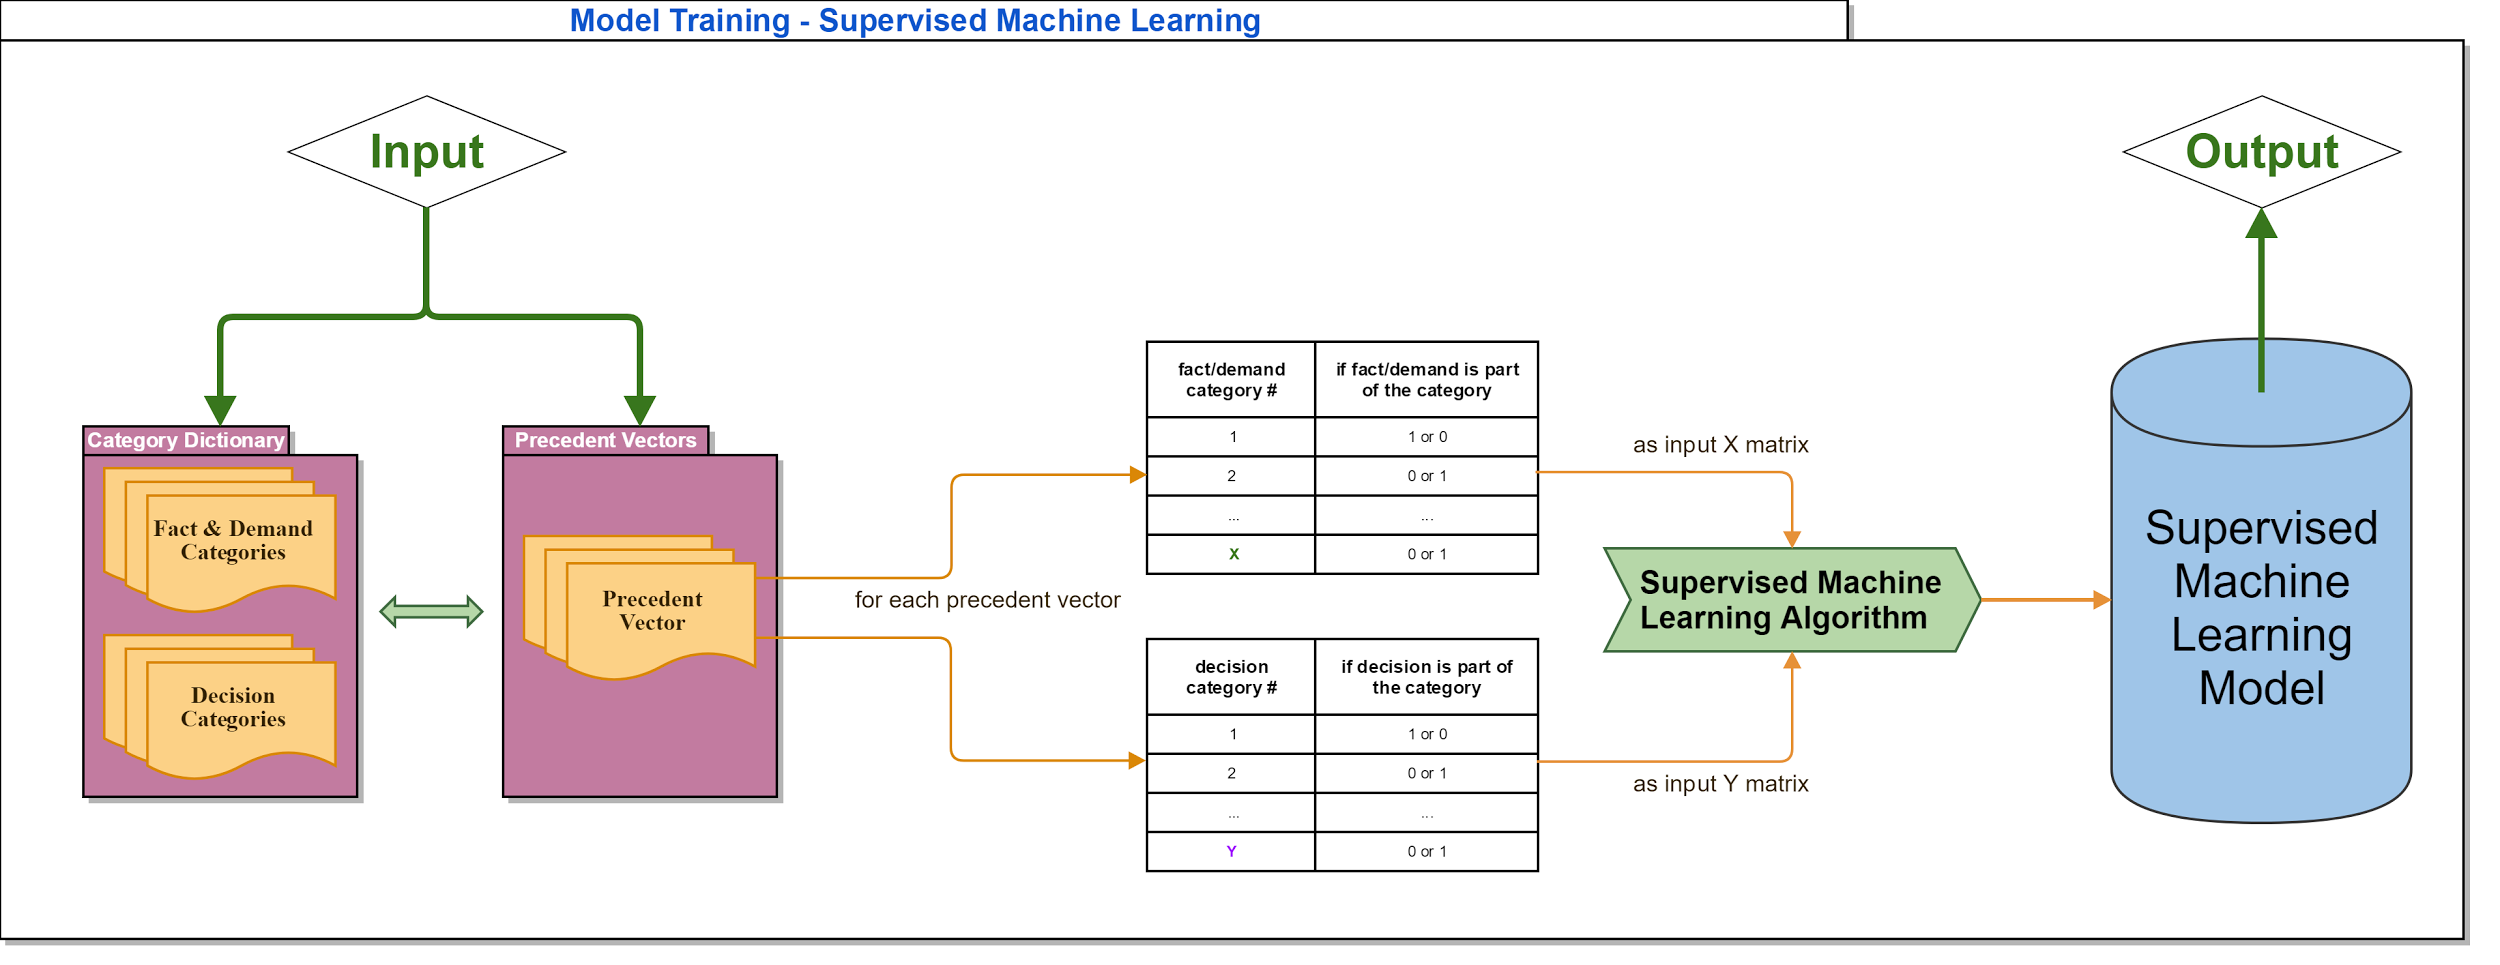 Model Training - Supervised Machine Learning
Input
Output
Category Dictionary
Fact & Demand
Categories
Decision
Categories
Precedent Vectors
Precedent
Vector
for each precedent vector
fact/demand
category #
if fact/demand is part
of the category
1
1 or 0
2
0 or 1
...
...
X
0 or 1
decision
category #
if decision is part of
the category
1
1 or 0
2
0 or 1
...
...
Y
0 or 1
as input X matrix
as input Y matrix
Supervised Machine
Learning Algorithm
Supervised
Machine
Learning
Model